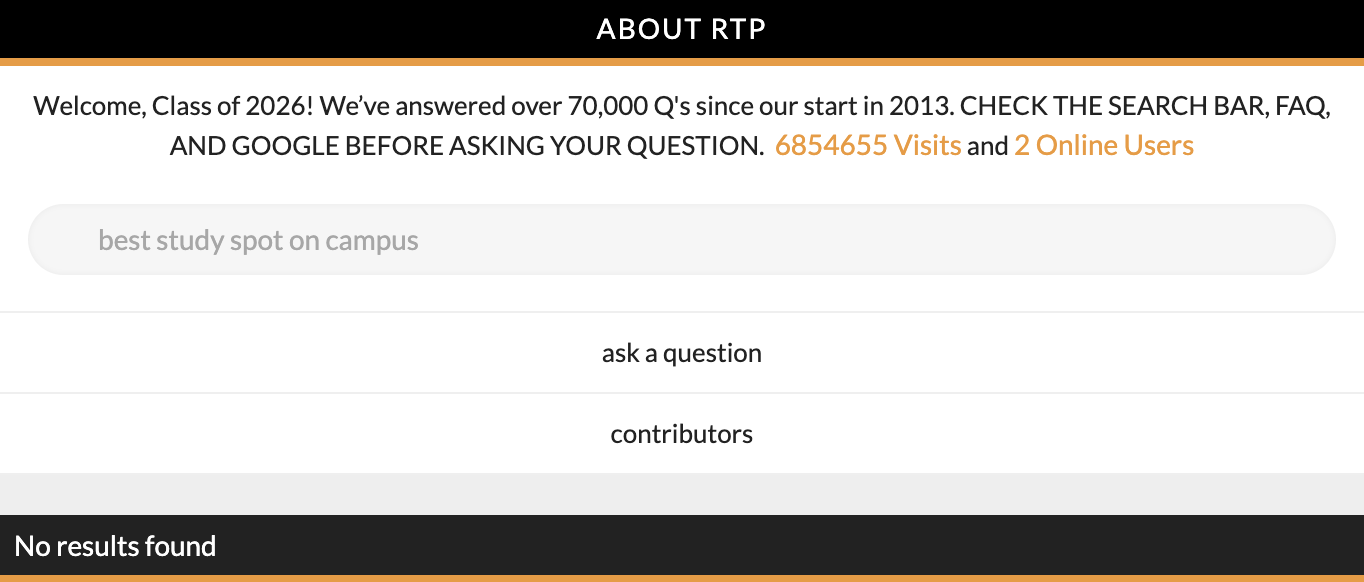 ABOUT RTP
Welcome, Class of 2026! We’ve answered over 70,000 Q's since our start in 2013. CHECK THE SEARCH BAR, FAQ,
AND GOOGLE BEFORE ASKING YOUR QUESTION. 6854655 Visits and 2 Online Users
best study spot on campus
ask a question
contributors
No results found